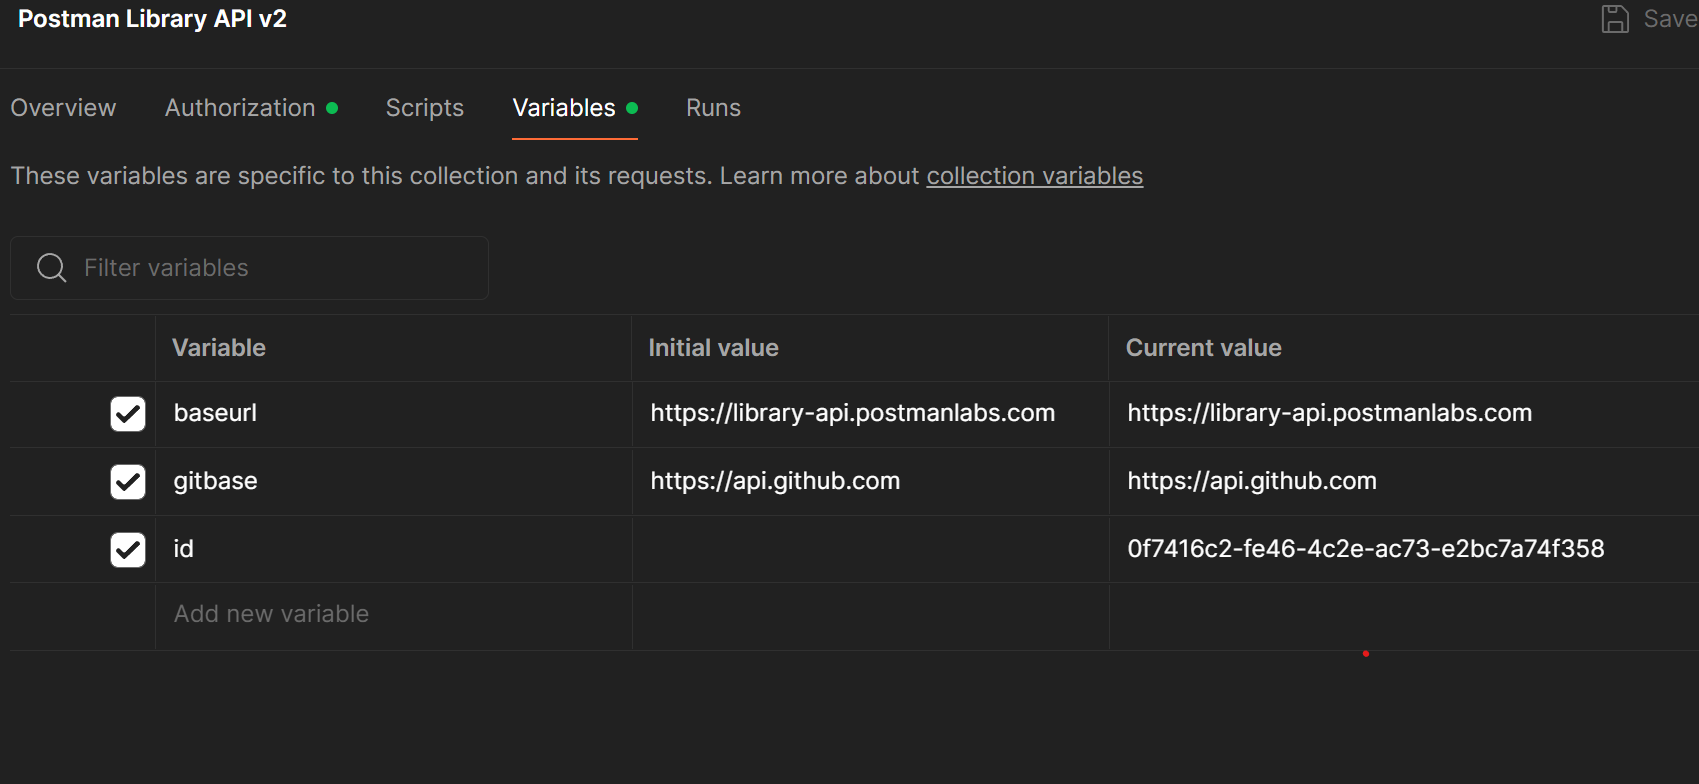 Postman Library API v2
Save
Overview Authorization Scripts Variables Runs
These variables are specific to this collection and its requests. Learn more about collection variables
Filter variables
Variable Initial value Current value
baseurl https://library-api.postmanlabs.com https://library-api.postmanlabs.com
gitbase https://api.github.com https://api.github.com
id 0f7416c2-fe46-4c2e-ac73-e2bc7a74f358
Add new variable